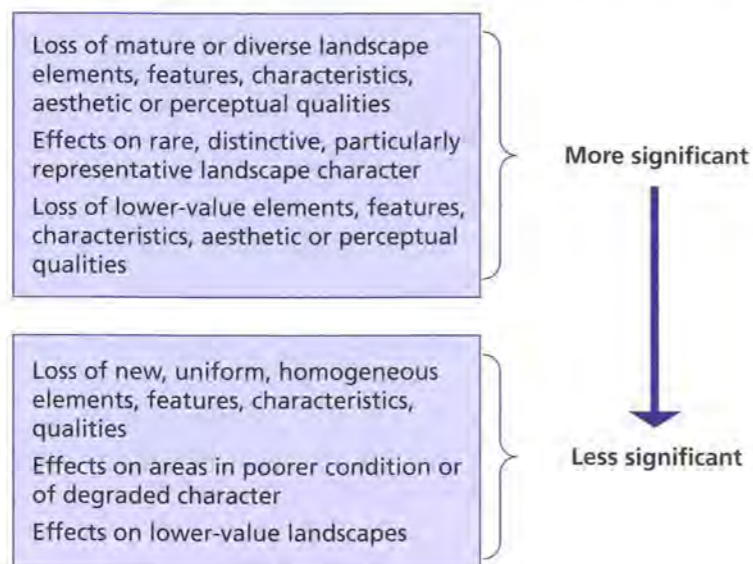 Loss of mature or diverse landscape
elements, features, characteristics,
aesthetic or perceptual qualities
Effects on rare, distinctive, particularly
representative landscape character
Loss of lower-value elements, features,
characteristics, aesthetic or perceptual
qualities
More significant
Loss of new, uniform, homogeneous
elements, features, characteristics,
qualities
Effects on areas in poorer condition or
of degraded character
Effects on lower-value landscapes
Less significant